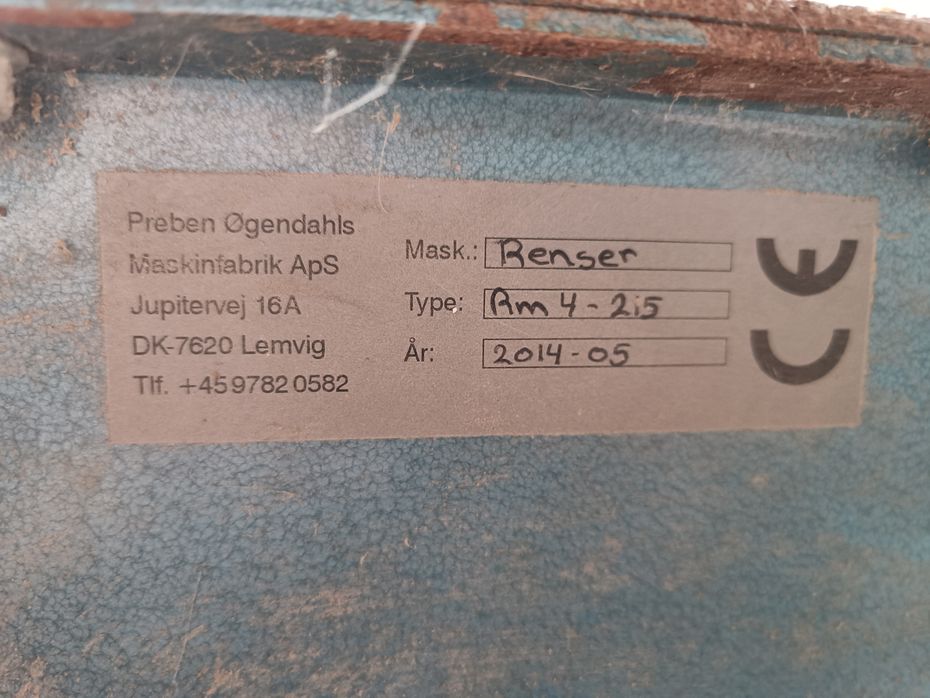 Preben Øgendahls
Maskinfabrik ApS
Jupitervej 16A
DK-7620 Lemvig
Tlf. +45 9782 0582
Mask.: Renser
Type: Rm 4-2,5
År: 2014-05
CE